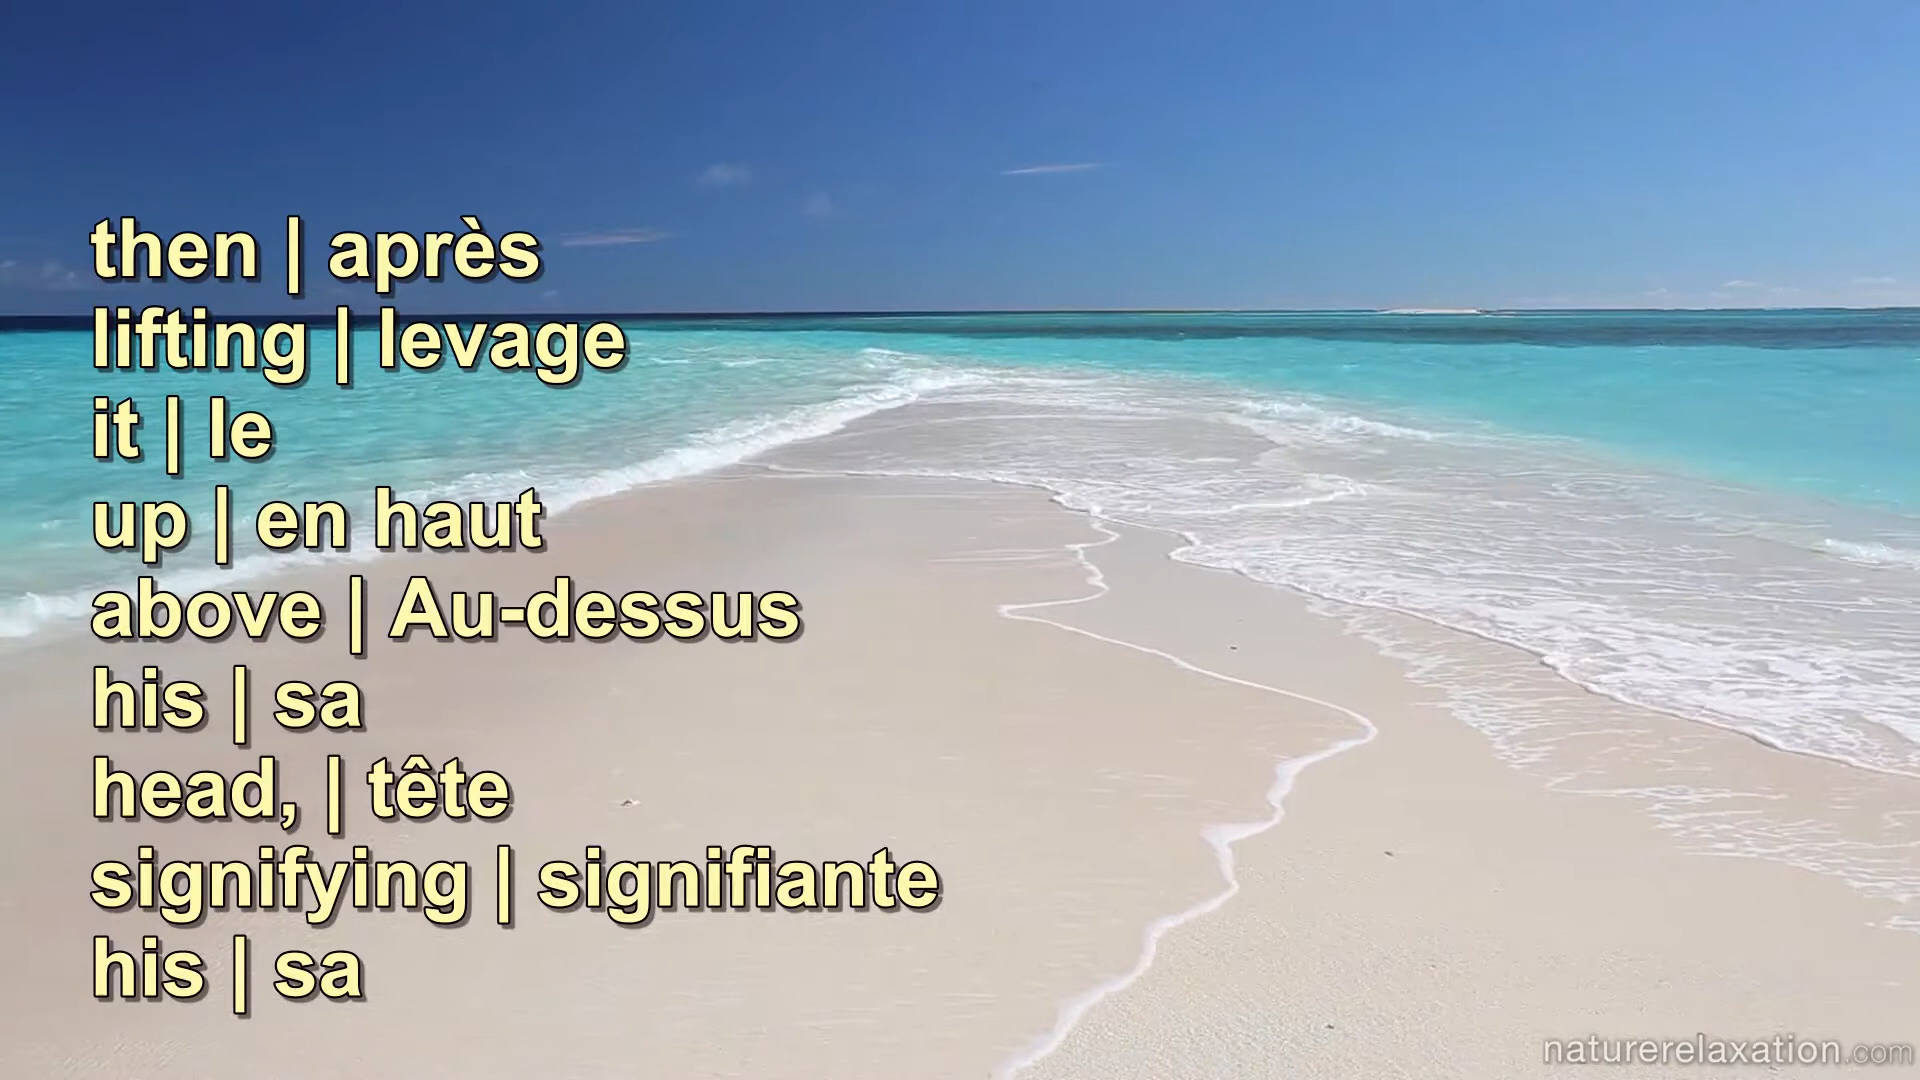 then | après
lifting | levage
it | le
up | en haut
above | Au-dessus
his | sa
head, | tête
signifying | signifiante
his | sa
naturerelaxation.com